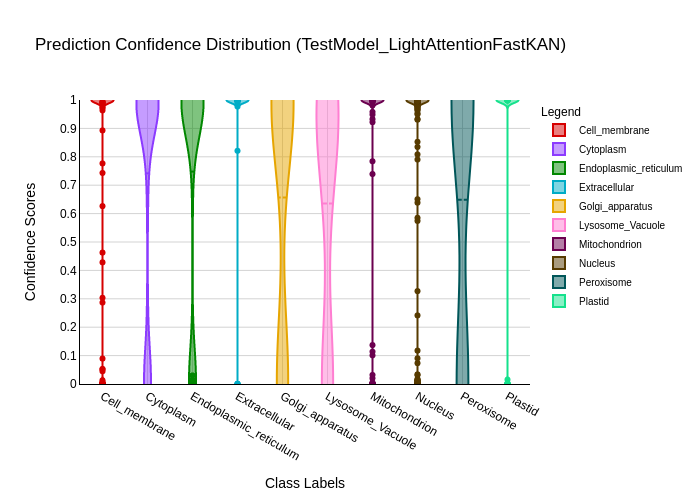 Prediction Confidence Distribution (TestModel_LightAttentionFastKAN)
Confidence Scores
1
0.9
0.8
0.7
0.6
0.5
0.4
0.3
0.2
0.1
0
Cell_membrane
Cytoplasm
Endoplasmic_reticulum
Extracellular
Golgi_apparatus
Lysosome_Vacuole
Mitochondrion
Nucleus
Peroxisome
Plastid
Class Labels
Legend
Cell_membrane
Cytoplasm
Endoplasmic_reticulum
Extracellular
Golgi_apparatus
Lysosome_Vacuole
Mitochondrion
Nucleus
Peroxisome
Plastid